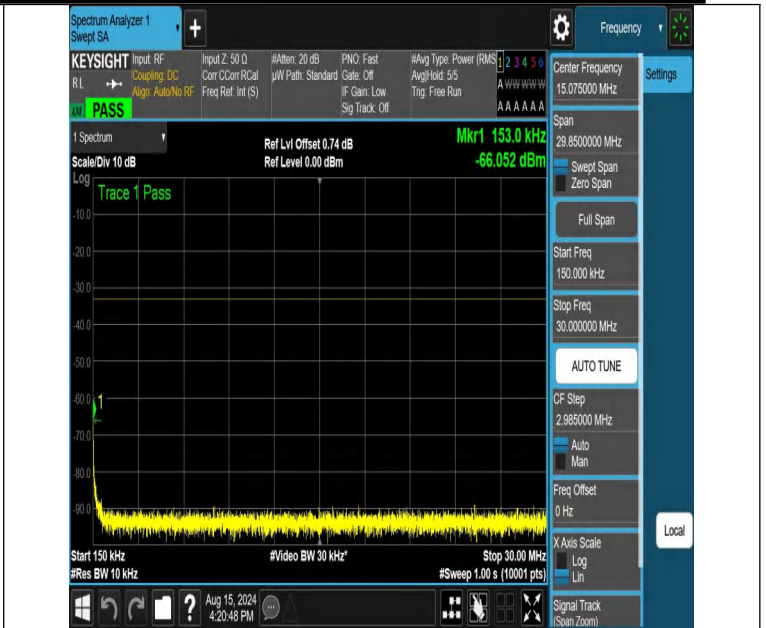 Spectrum Analyzer 1
Swept SA
+
Frequency
KEYSIGHT
RL
PASS
Input: RF
Coupling: DC
Align: Auto/No RF
Input Z: 50 Ω
Corr CCorr RCal
Freq Ref: Int (S)
#Atten: 20 dB
µW Path: Standard
PNO: Fast
Gate: Off
IF Gain: Low
Sig Track: Off
#Avg Type: Power (RMS
Avg|Hold: 5/5
Trig: Free Run
1 2 3 4 5 6
A W W W W W
A A A A A A
Center Frequency
15.075000 MHz
Settings
1 Spectrum
Scale/Div 10 dB
Ref Lvl Offset 0.74 dB
Ref Level 0.00 dBm
Mkr1 153.0 kHz
-66.052 dBm
Log
Trace 1 Pass
-10.0
-20.0
-30.0
-40.0
-50.0
-60.0
-70.0
-80.0
-90.0
1
Start 150 kHz
#Res BW 10 kHz
#Video BW 30 kHz*
Stop 30.00 MHz
#Sweep 1.00 s (10001 pts)
Span
29.8500000 MHz
Swept Span
Zero Span
Full Span
Start Freq
150.000 kHz
Stop Freq
30.000000 MHz
AUTO TUNE
CF Step
2.985000 MHz
Auto
Man
Freq Offset
0 Hz
X Axis Scale
Log
Lin
Signal Track
(Span Zoom)
Local
?
Aug 15, 2024
4:20:48 PM